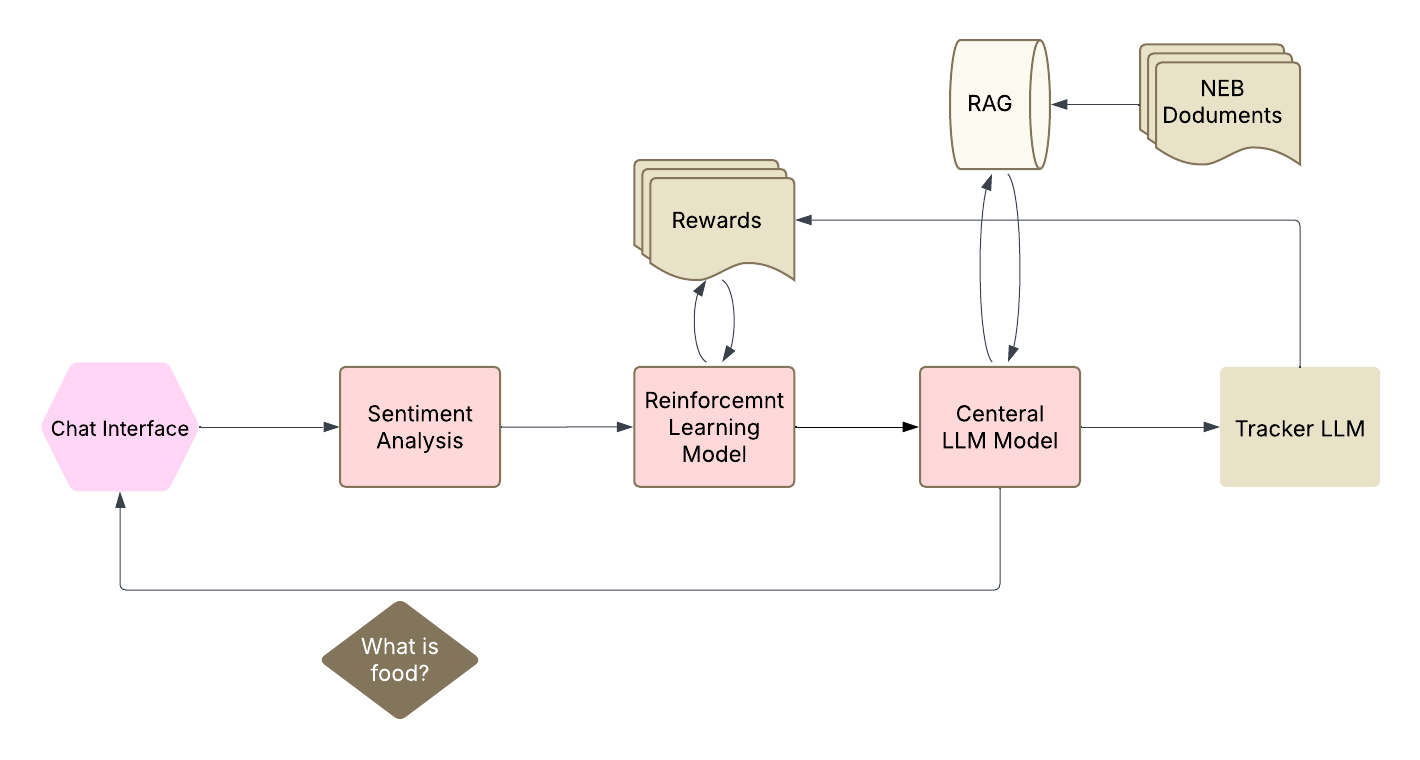 RAG
NEB
Doduments
Rewards
Chat Interface
Sentiment
Analysis
Reinforcemnt
Learning
Model
Centeral
LLM Model
Tracker LLM
What is
food?